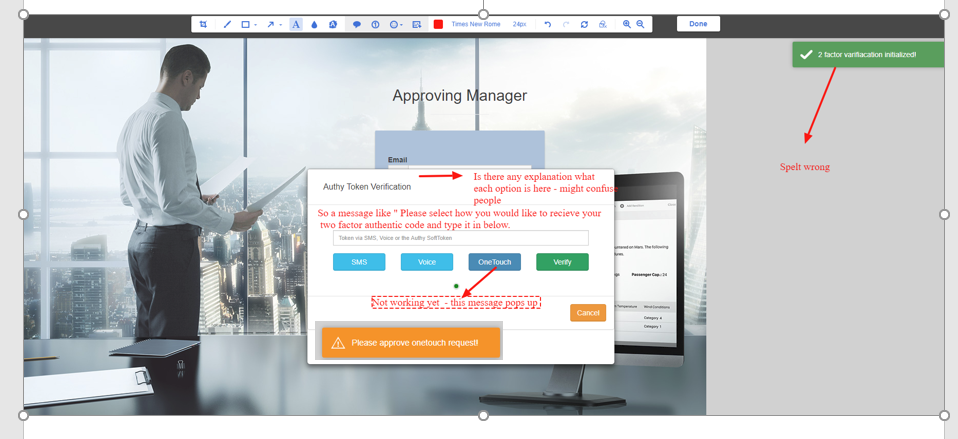 A
Times New Rome
24px
Done
2 factor varifiacation initialized!
Approving Manager
Spelt wrong
Email
Is there any explanation what
each option is here - might confuse
people
Authy Token Verification
So a message like " Please select how you would like to recieve your
two factor authentic code and type it in below.
Token via SMS, Voice or the Authy SoftToken
SMS
Voice
OneTouch
Verify
Not working yet - this message pops up
Cancel
Please approve onetouch request!
Passenger Cap.: 24
Category 4
Category 1